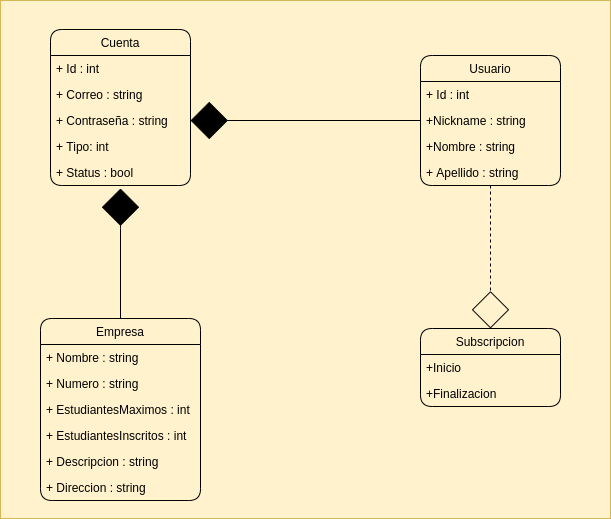 Cuenta
+ Id : int
+ Correo : string
+ Contraseña : string
+ Tipo: int
+ Status : bool
Usuario
+ Id : int
+Nickname : string
+Nombre : string
+ Apellido : string
Empresa
+ Nombre : string
+ Numero : string
+ EstudiantesMaximos : int
+ EstudiantesInscritos : int
+ Descripcion : string
+ Direccion : string
Subscripcion
+Inicio
+Finalizacion